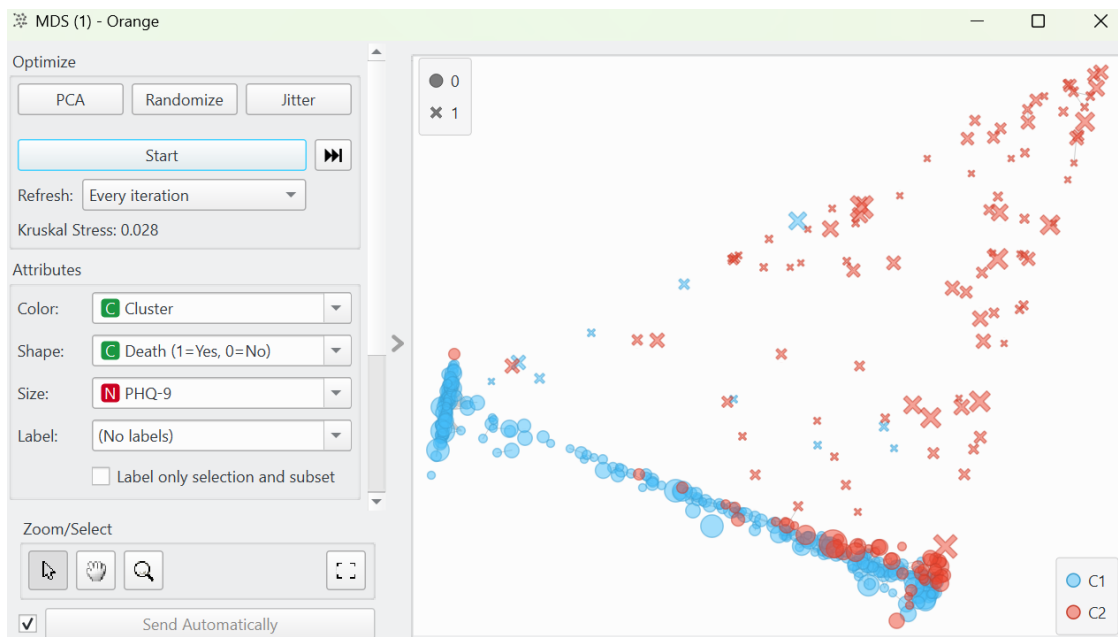 MDS (1) - Orange
Optimize
PCA Randomize Jitter
Start
Refresh: Every iteration
Kruskal Stress: 0.028
Attributes
Color: C Cluster
Shape: C Death (1=Yes, 0=No)
Size: N PHQ-9
Label: (No labels)
Label only selection and subset
Zoom/Select
Send Automatically
0
1
C1
C2